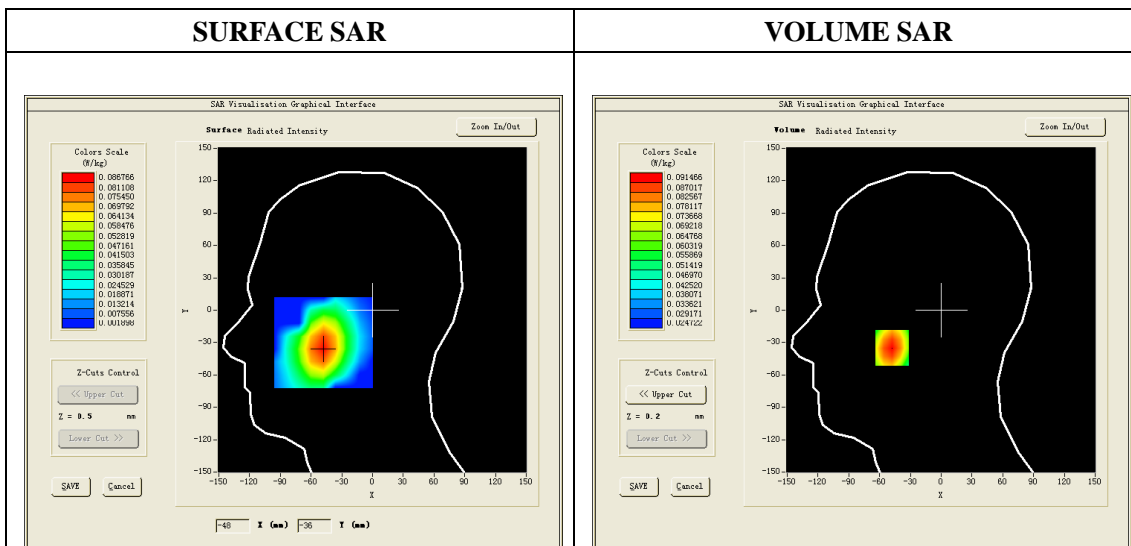 SURFACE SAR
VOLUME SAR
SAR Visualisation Graphical Interface
Surface Radiated Intensity
Zoom In/Out
Colors Scale
(W/kg)
0.086766
0.081108
0.075450
0.069792
0.064134
0.058476
0.052819
0.047161
0.041503
0.035845
0.030187
0.024529
0.018871
0.013214
0.007556
0.001898
Z-Cuts Control
<< Upper Cut
Z = 0.5 mm
Lower Cut >>
SAVE
Cancel
150
120
90
60
30
0
-30
-60
-90
-120
-150
Y
-150 -120 -90 -60 -30 0 30 60 90 120 150
X
-48 X (mm) -36 Y (mm)
SAR Visualisation Graphical Interface
Volume Radiated Intensity
Zoom In/Out
Colors Scale
(W/kg)
0.091466
0.087017
0.082567
0.078117
0.073668
0.069218
0.064768
0.060319
0.055869
0.051419
0.046970
0.042520
0.038071
0.033621
0.029171
0.024722
Z-Cuts Control
<< Upper Cut
Z = 0.2 mm
Lower Cut >>
SAVE
Cancel
150
120
90
60
30
0
-30
-60
-90
-120
-150
Y
-150 -120 -90 -60 -30 0 30 60 90 120 150
X